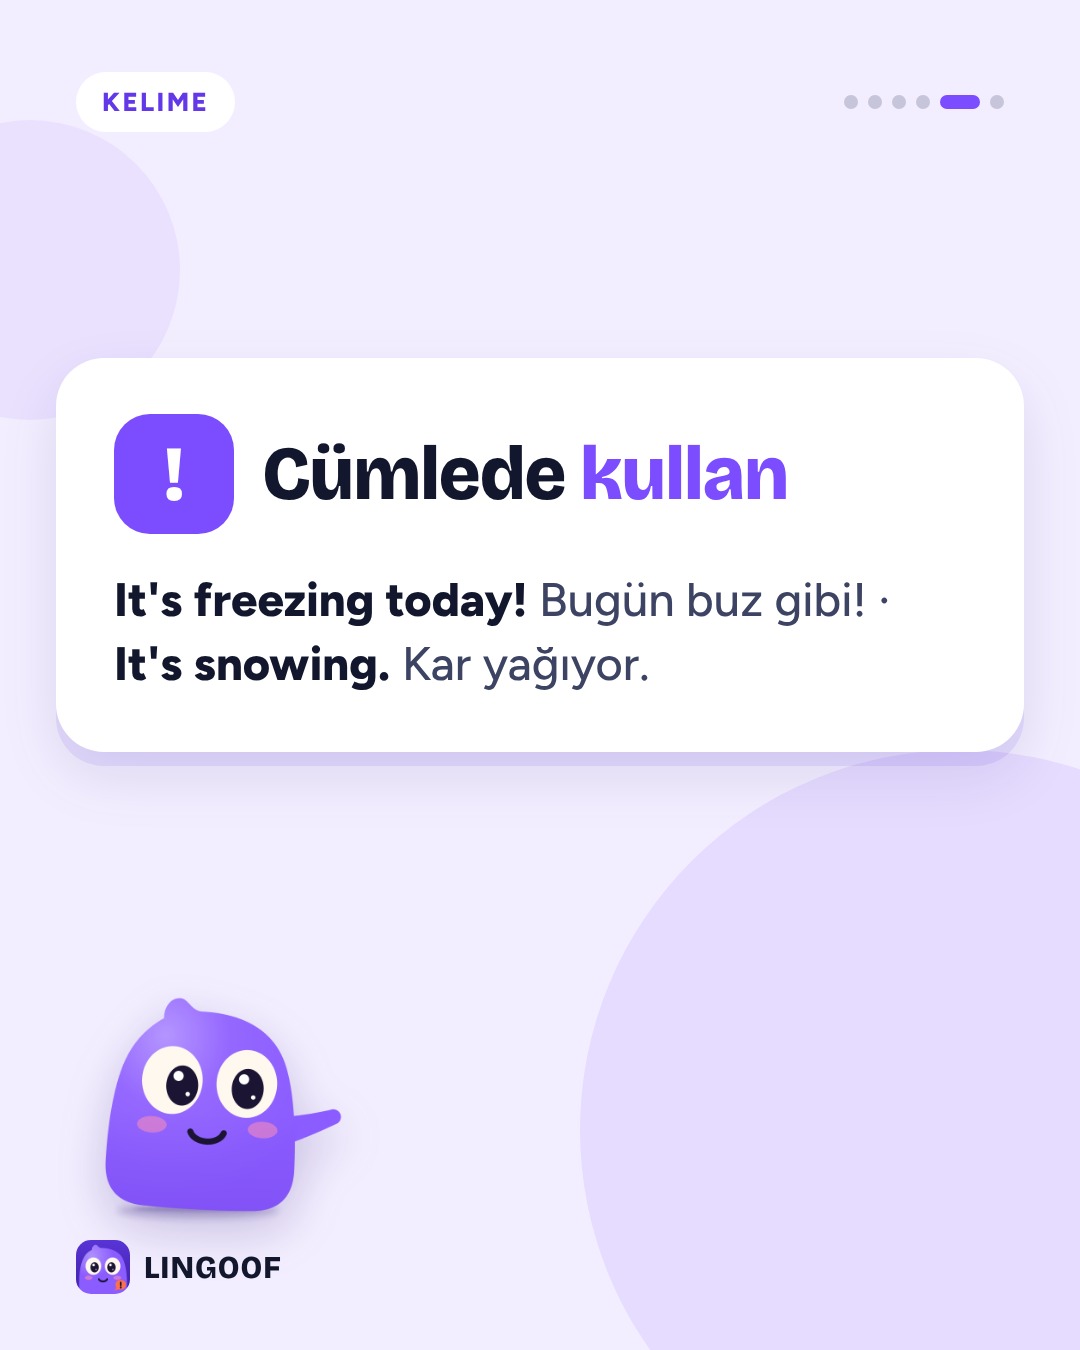 KELIME
!
Cümlede kullan
It's freezing today! Bugün buz gibi! ·
It's snowing. Kar yağıyor.
LINGOOF